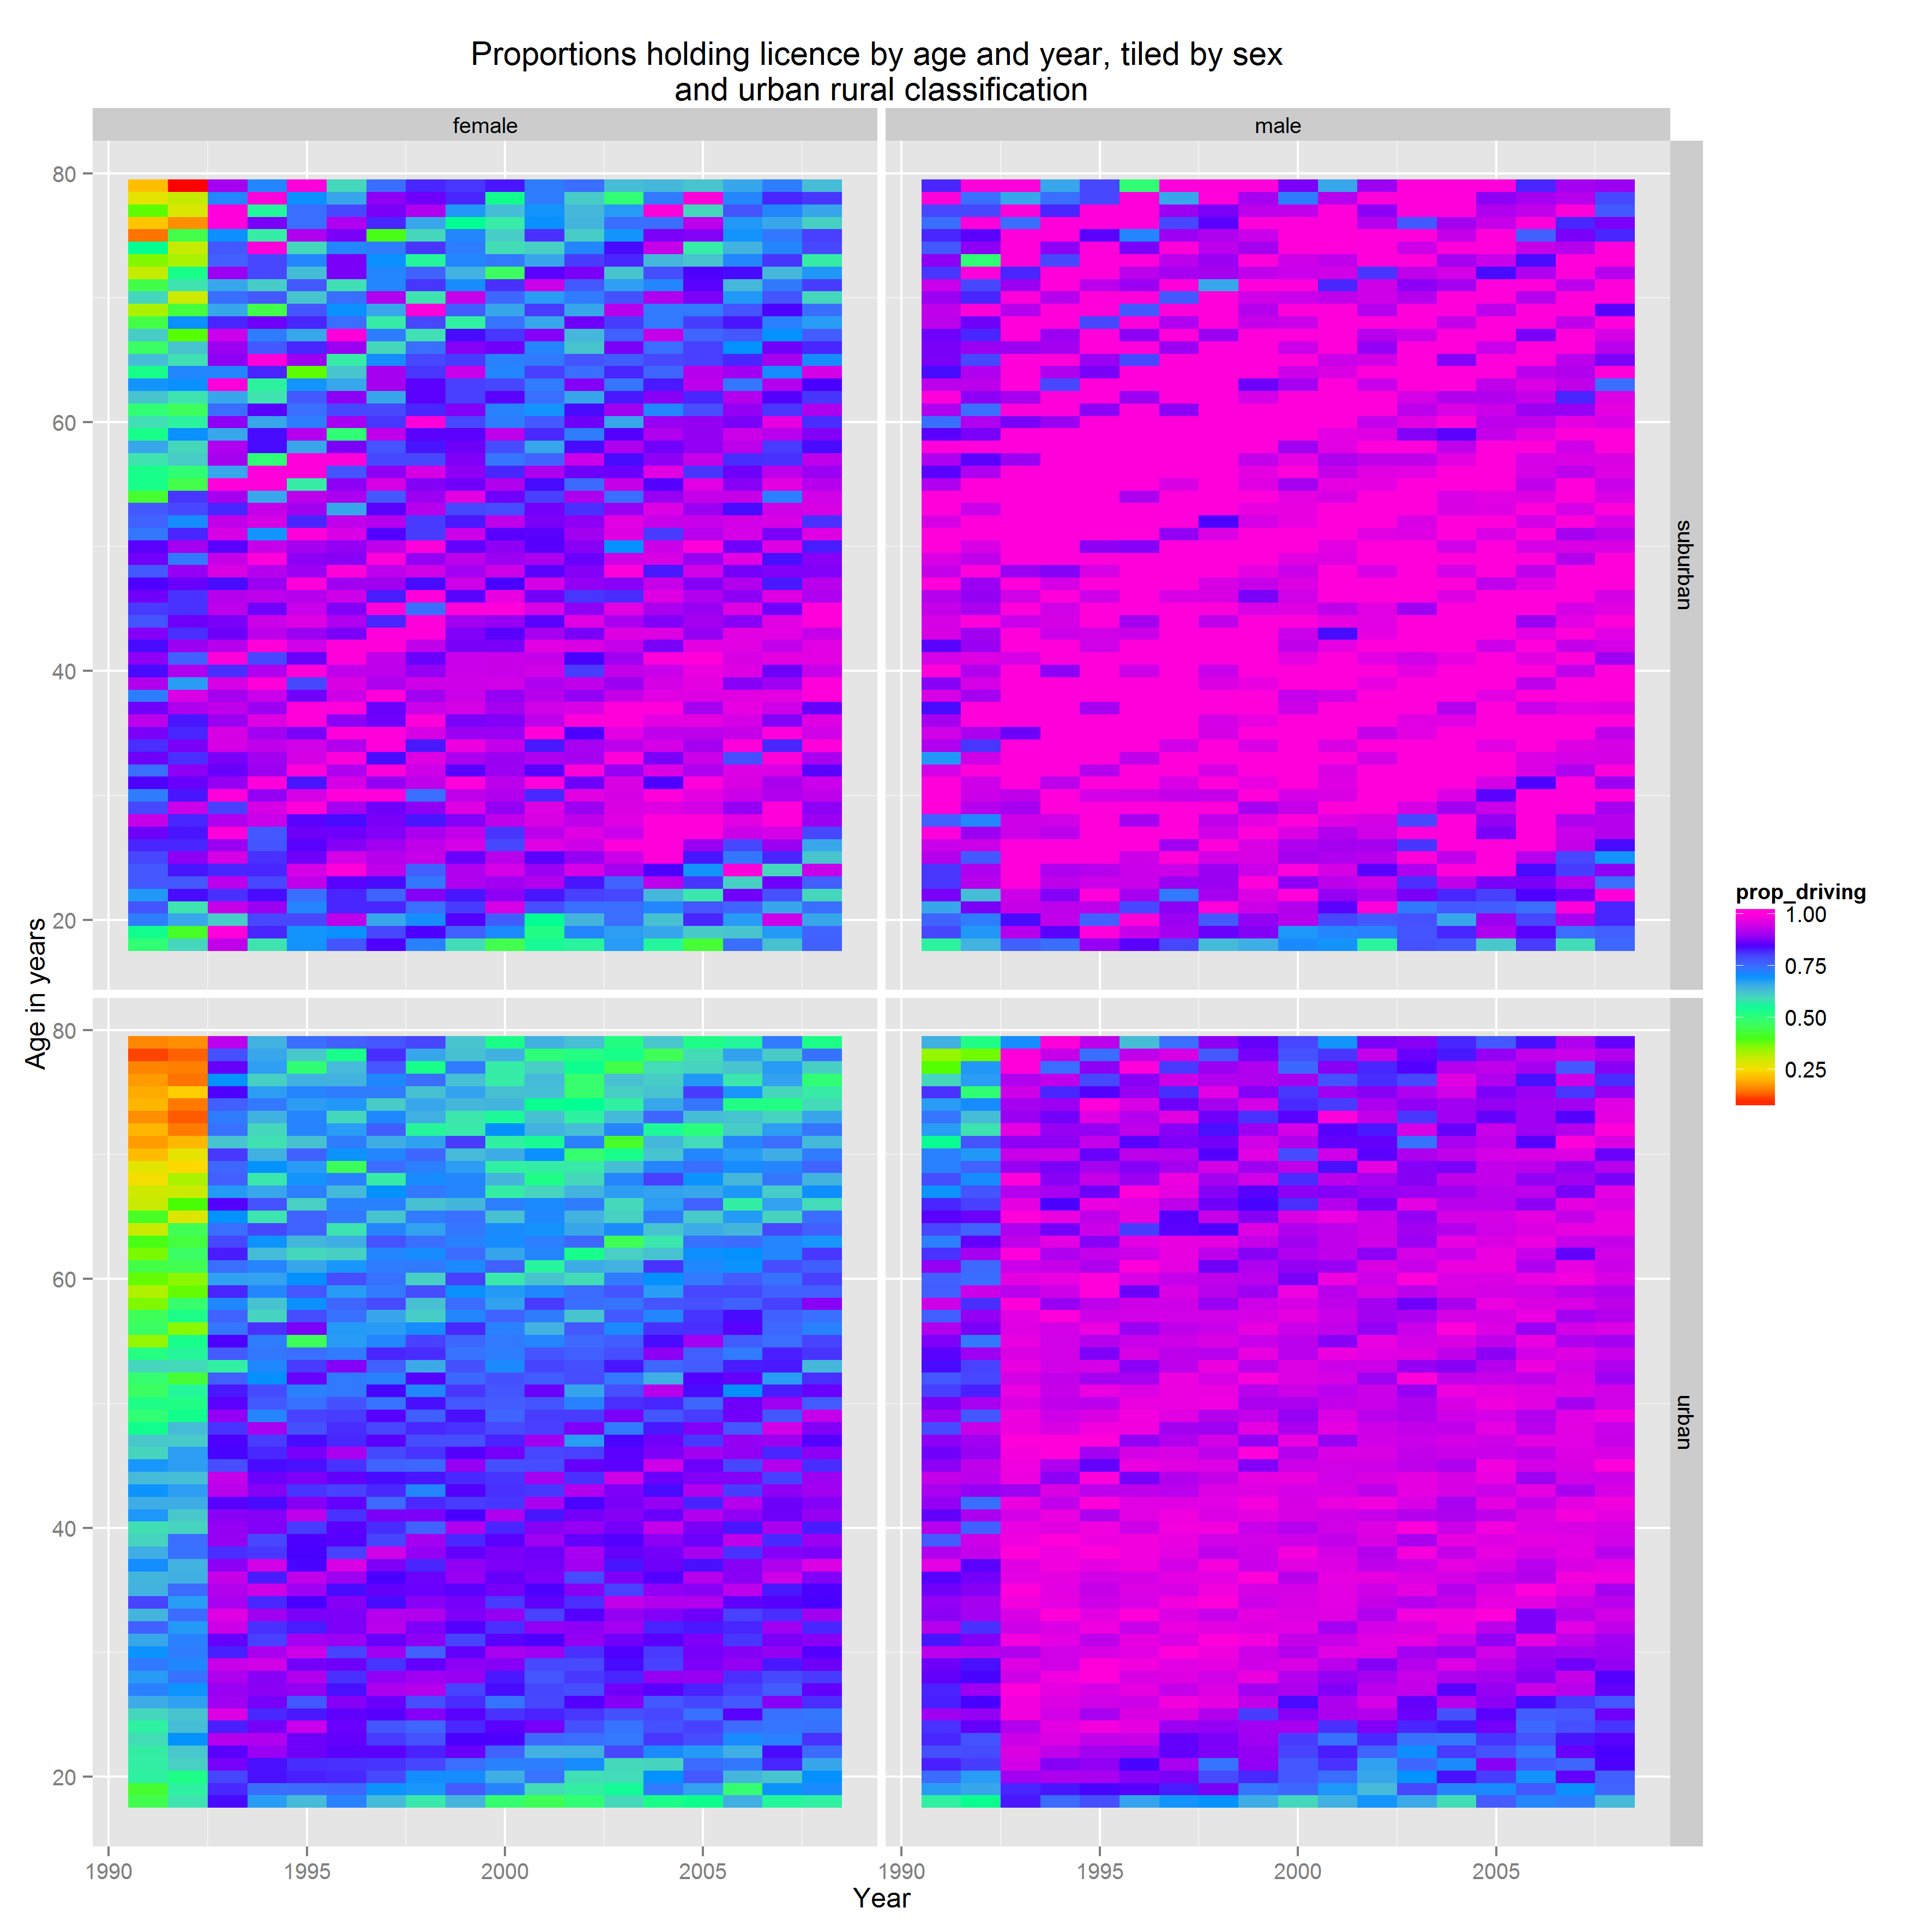 Proportions holding licence by age and year, tiled by sex
and urban rural classification
female
male
80
60
40
20
suburban
80
60
40
20
urban
Age in years
1990
1995
2000
2005
1990
1995
2000
2005
Year
prop_driving
1.00
0.75
0.50
0.25